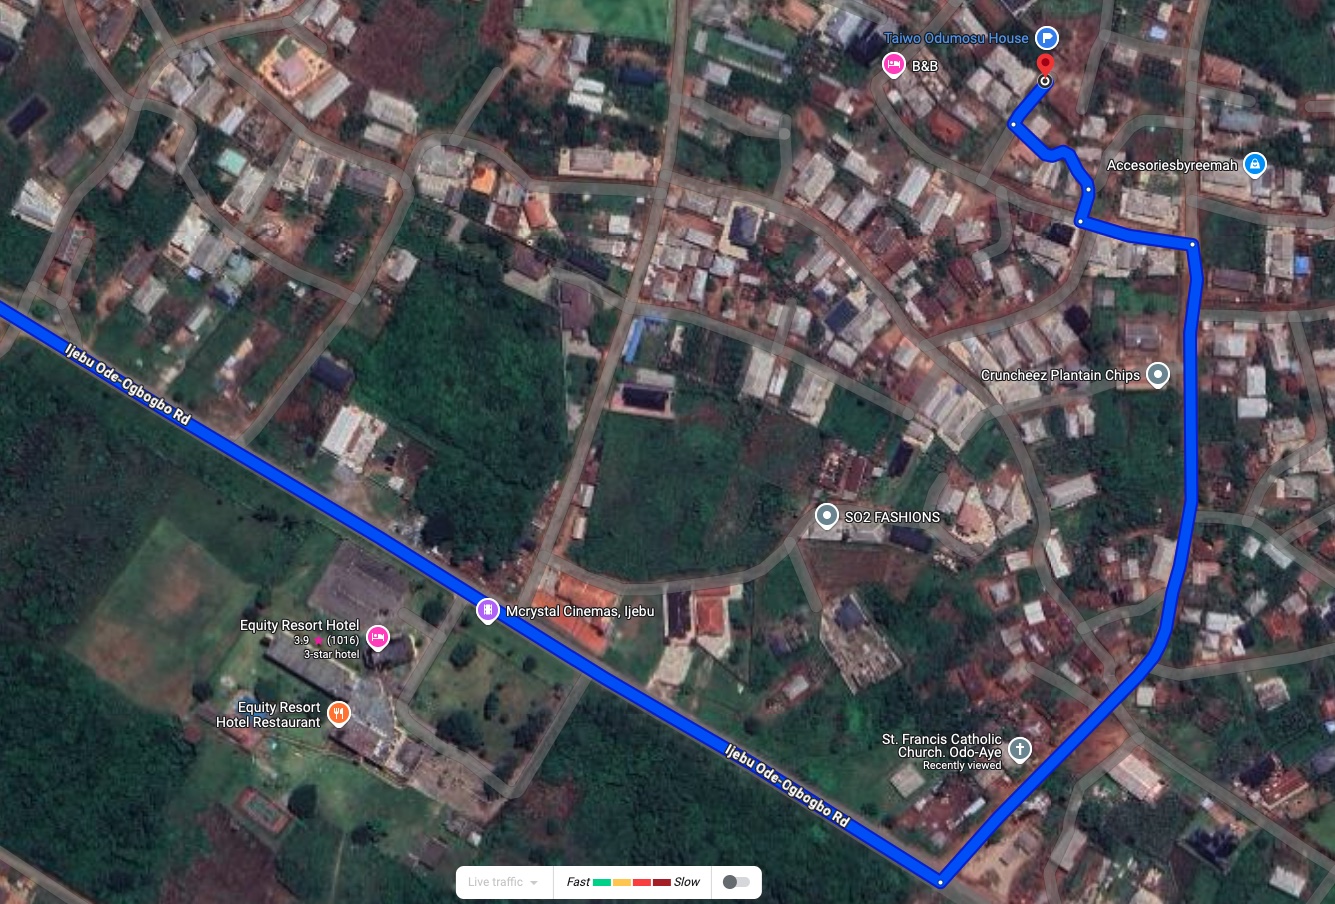 Taiwo Odumosu House
B&B
Accesoriesbyreemah
Ijebu Ode-Ogbogbo Rd
Cruncheez Plantain Chips
SO2 FASHIONS
Mcrystal Cinemas, Ijebu
Equity Resort Hotel
3.9 ★ (1016)
3-star hotel
Equity Resort
Hotel Restaurant
Ijebu Ode-Ogbogbo Rd
St. Francis Catholic
Church. Odo-Aye
Recently viewed
Live traffic
Fast
Slow